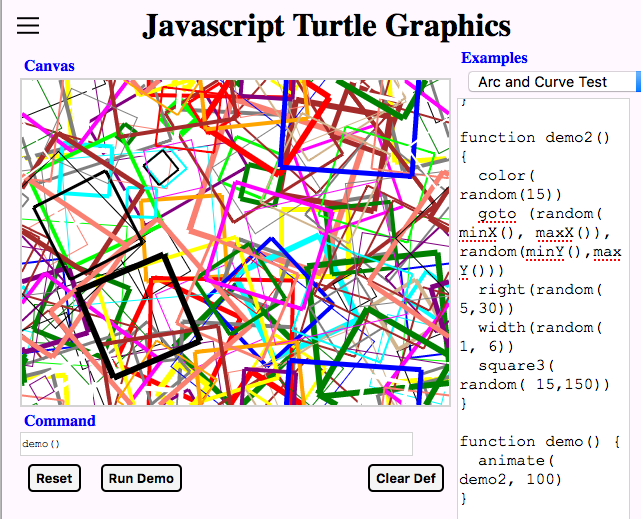 Javascript Turtle Graphics
Canvas
Command
demo()
Reset
Run Demo
Clear Def
Examples
Arc and Curve Test
}
function demo2()
{
color(
random(15))
goto (random(
minX(), maxX()),
random(minY(),max
Y()))
right(random(
5,30))
width(random(
1, 6))
square3(
random( 15,150))
}
function demo() {
animate(
demo2, 100)
}